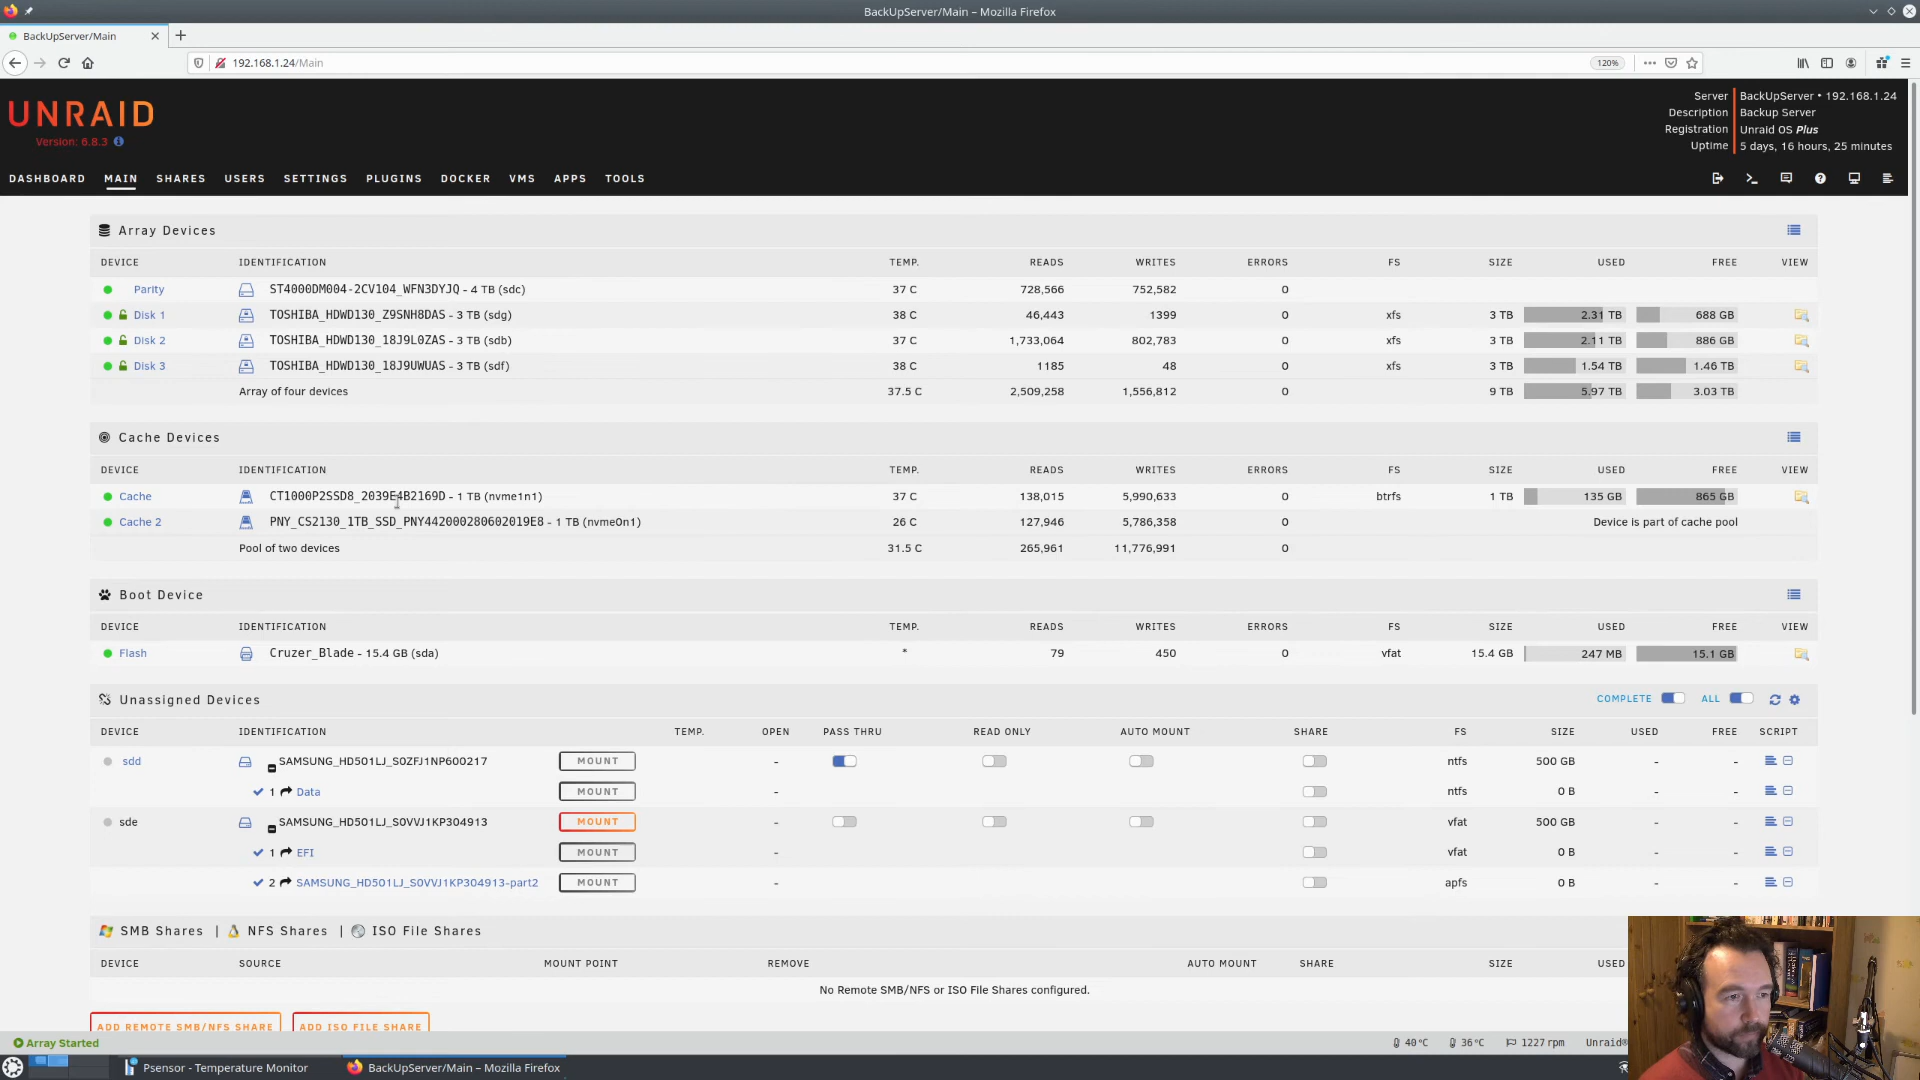 BackUpServer/Main – Mozilla Firefox
BackUpServer/Main
192.168.1.24/Main
120%
UNRAID
Version: 6.8.3
Server BackUpServer • 192.168.1.24
Description Backup Server
Registration Unraid OS Plus
Uptime 5 days, 16 hours, 25 minutes
DASHBOARD MAIN SHARES USERS SETTINGS PLUGINS DOCKER VMS APPS TOOLS
Array Devices
DEVICE IDENTIFICATION TEMP. READS WRITES ERRORS FS SIZE USED FREE VIEW
Parity ST4000DM004-2CV104_WFN3DYJQ - 4 TB (sdc) 37 C 728,566 752,582 0
Disk 1 TOSHIBA_HDWD130_Z9SNH8DAS - 3 TB (sdg) 38 C 46,443 1399 0 xfs 3 TB 2.31 TB 688 GB
Disk 2 TOSHIBA_HDWD130_18J9L0ZAS - 3 TB (sdb) 37 C 1,733,064 802,783 0 xfs 3 TB 2.11 TB 886 GB
Disk 3 TOSHIBA_HDWD130_18J9UWUAS - 3 TB (sdf) 38 C 1185 48 0 xfs 3 TB 1.54 TB 1.46 TB
Array of four devices 37.5 C 2,509,258 1,556,812 0 9 TB 5.97 TB 3.03 TB
Cache Devices
DEVICE IDENTIFICATION TEMP. READS WRITES ERRORS FS SIZE USED FREE VIEW
Cache CT1000P2SSD8_2039E4B2169D - 1 TB (nvme1n1) 37 C 138,015 5,990,633 0 btrfs 1 TB 135 GB 865 GB
Cache 2 PNY_CS2130_1TB_SSD_PNY442000280602019E8 - 1 TB (nvme0n1) 26 C 127,946 5,786,358 0 Device is part of cache pool
Pool of two devices 31.5 C 265,961 11,776,991 0
Boot Device
DEVICE IDENTIFICATION TEMP. READS WRITES ERRORS FS SIZE USED FREE VIEW
Flash Cruzer_Blade - 15.4 GB (sda) * 79 450 0 vfat 15.4 GB 247 MB 15.1 GB
Unassigned Devices COMPLETE ALL
DEVICE IDENTIFICATION TEMP. OPEN PASS THRU READ ONLY AUTO MOUNT SHARE FS SIZE USED FREE SCRIPT
sdd SAMSUNG_HD501LJ_S0ZFJ1NP600217 MOUNT - ntfs 500 GB - -
1 Data MOUNT - ntfs 0 B - -
sde SAMSUNG_HD501LJ_S0VVJ1KP304913 MOUNT - vfat 500 GB - -
1 EFI MOUNT - vfat 0 B - -
2 SAMSUNG_HD501LJ_S0VVJ1KP304913-part2 MOUNT - apfs 0 B - -
SMB Shares | NFS Shares | ISO File Shares
DEVICE SOURCE MOUNT POINT REMOVE AUTO MOUNT SHARE SIZE USED
No Remote SMB/NFS or ISO File Shares configured.
ADD REMOTE SMB/NFS SHARE ADD ISO FILE SHARE
Array Started 40°C 36°C 1227 rpm Unraid®
Psensor - Temperature Monitor BackUpServer/Main – Mozilla Firefox